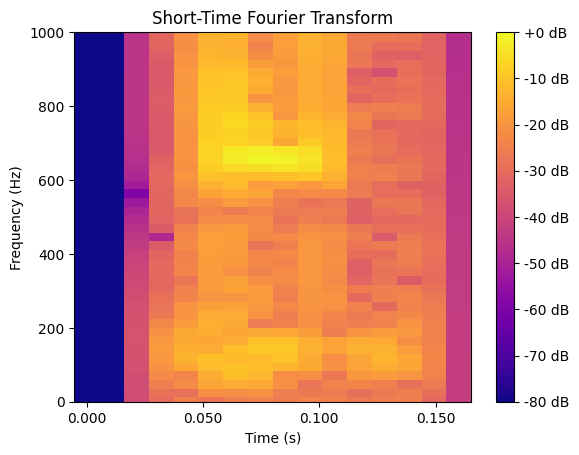 Short-Time Fourier Transform
1000
800
600
400
200
0
Frequency (Hz)
0.000
0.050
0.100
0.150
Time (s)
+0 dB
-10 dB
-20 dB
-30 dB
-40 dB
-50 dB
-60 dB
-70 dB
-80 dB